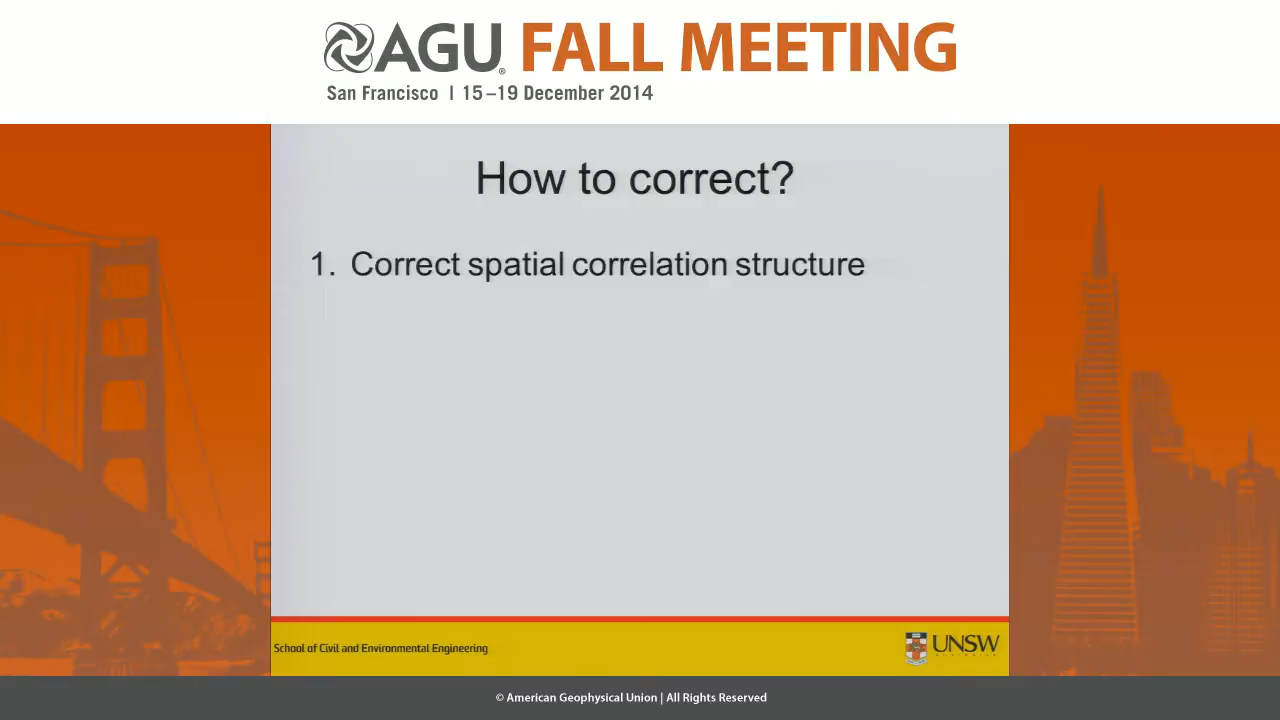 AGU® FALL MEETING
San Francisco | 15–19 December 2014
How to correct?
1. Correct spatial correlation structure
School of Civil and Environmental Engineering
UNSW
© American Geophysical Union | All Rights Reserved